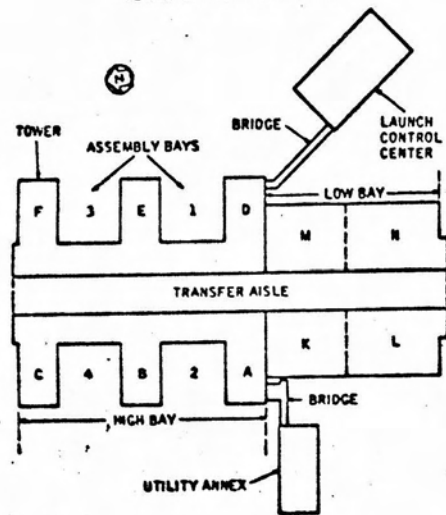 N
BRIDGE
LAUNCH
CONTROL
CENTER
TOWER
ASSEMBLY BAYS
LOW BAY
F
3
E
1
D
M
N
TRANSFER AISLE
C
4
B
2
A
K
L
BRIDGE
HIGH BAY
UTILITY ANNEX